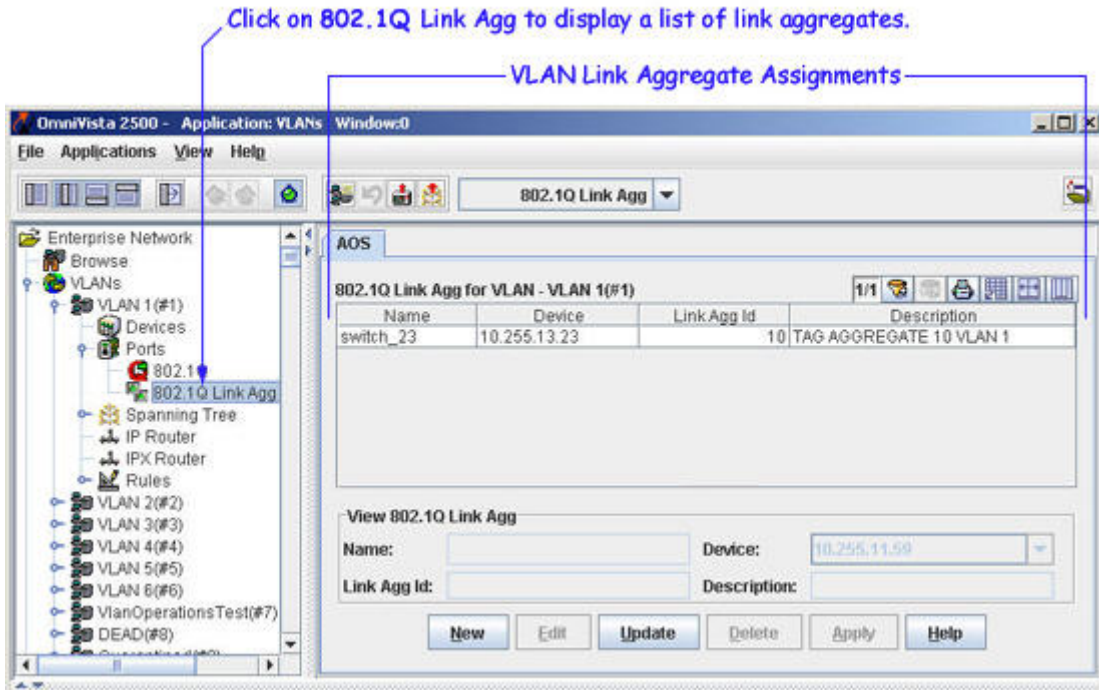 Click on 802.1Q Link Agg to display a list of link aggregates.
VLAN Link Aggregate Assignments
OmniVista 2500 - Application: VLANs Window:0
File Applications View Help
802.1Q Link Agg
Enterprise Network
Browse
VLANs
VLAN 1(#1)
Devices
Ports
802.1
802.1Q Link Agg
Spanning Tree
IP Router
IPX Router
Rules
VLAN 2(#2)
VLAN 3(#3)
VLAN 4(#4)
VLAN 5(#5)
VLAN 6(#6)
VlanOperationsTest(#7)
DEAD(#8)
AOS
802.1Q Link Agg for VLAN - VLAN 1(#1)
1/1
Name Device Link Agg Id Description
switch_23 10.255.13.23 10 TAG AGGREGATE 10 VLAN 1
View 802.1Q Link Agg
Name: Device: 10.255.11.59
Link Agg Id: Description:
New Edit Update Delete Apply Help